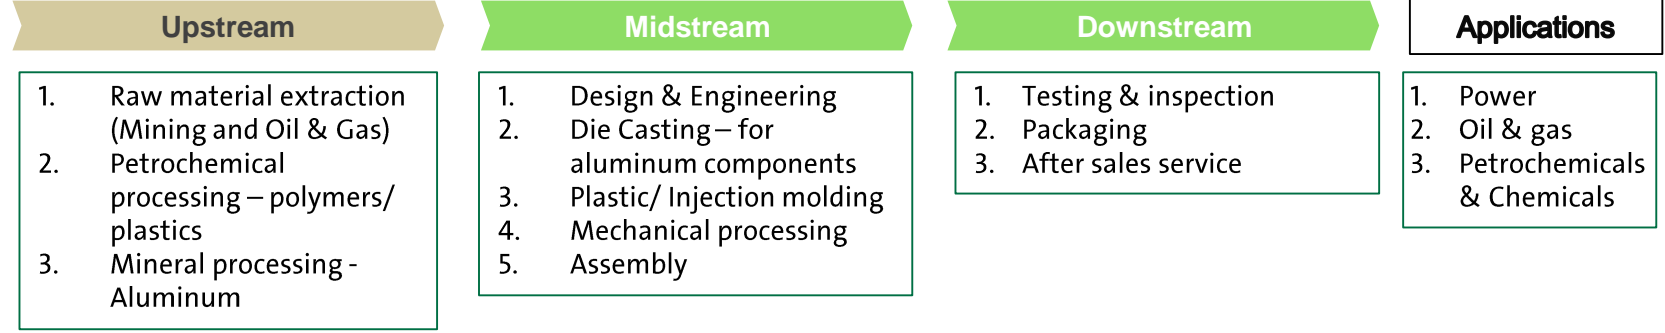 Upstream
1. Raw material extraction
(Mining and Oil & Gas)
2. Petrochemical
processing – polymers/
plastics
3. Mineral processing -
Aluminum
Midstream
1. Design & Engineering
2. Die Casting – for
aluminum components
3. Plastic/ Injection molding
4. Mechanical processing
5. Assembly
Downstream
1. Testing & inspection
2. Packaging
3. After sales service
Applications
1. Power
2. Oil & gas
3. Petrochemicals
& Chemicals